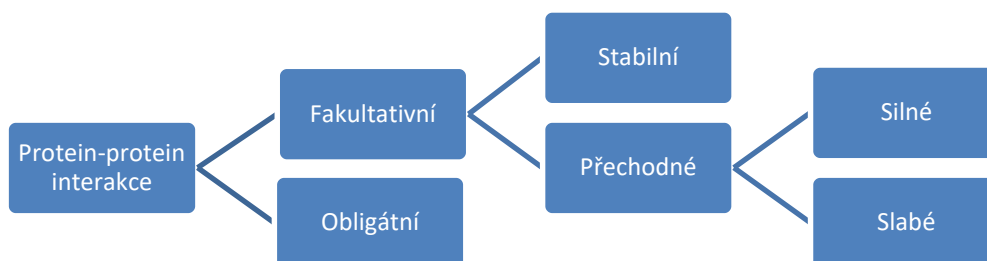 Protein-protein
interakce
Fakultativní
Obligátní
Stabilní
Přechodné
Silné
Slabé